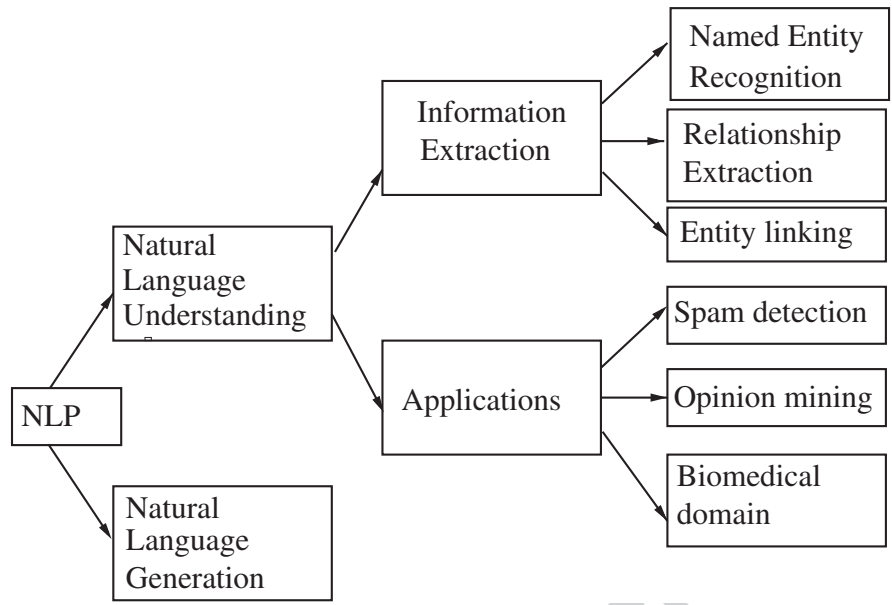 Named Entity
Recognition
Information
Extraction
Relationship
Extraction
Entity linking
Natural
Language
Understanding
Spam detection
Applications
Opinion mining
NLP
Biomedical
domain
Natural
Language
Generation